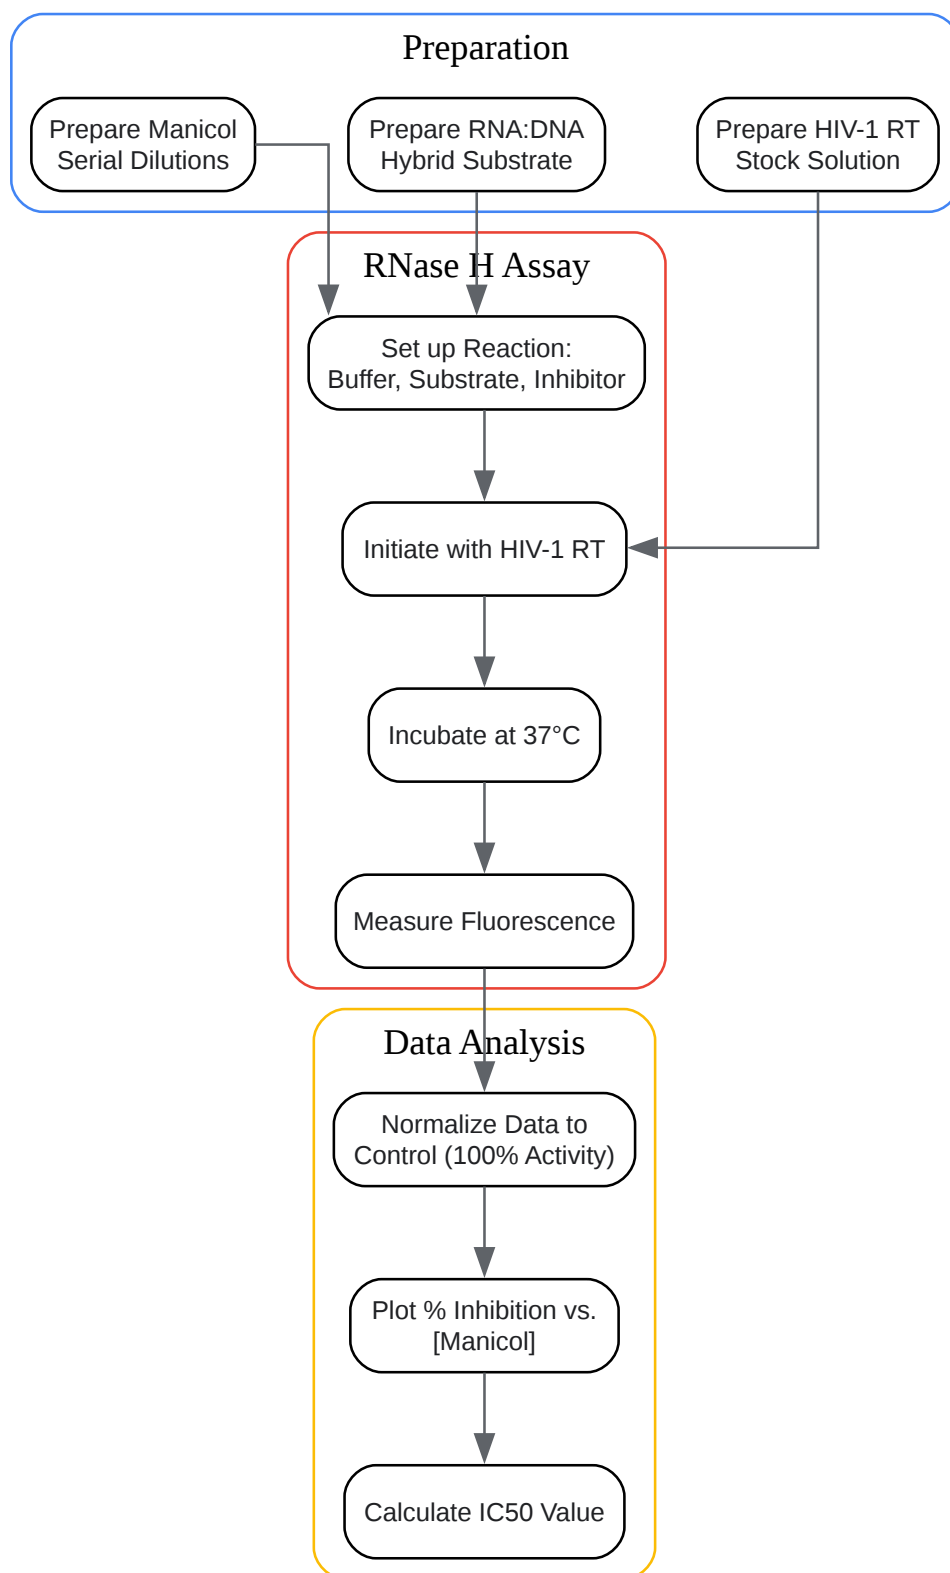 Preparation
Prepare Manicol
Serial Dilutions
Prepare RNA:DNA
Hybrid Substrate
Prepare HIV-1 RT
Stock Solution
RNase H Assay
Set up Reaction:
Buffer, Substrate, Inhibitor
Initiate with HIV-1 RT
Incubate at 37°C
Measure Fluorescence
Data Analysis
Normalize Data to
Control (100% Activity)
Plot % Inhibition vs.
[Manicol]
Calculate IC50 Value